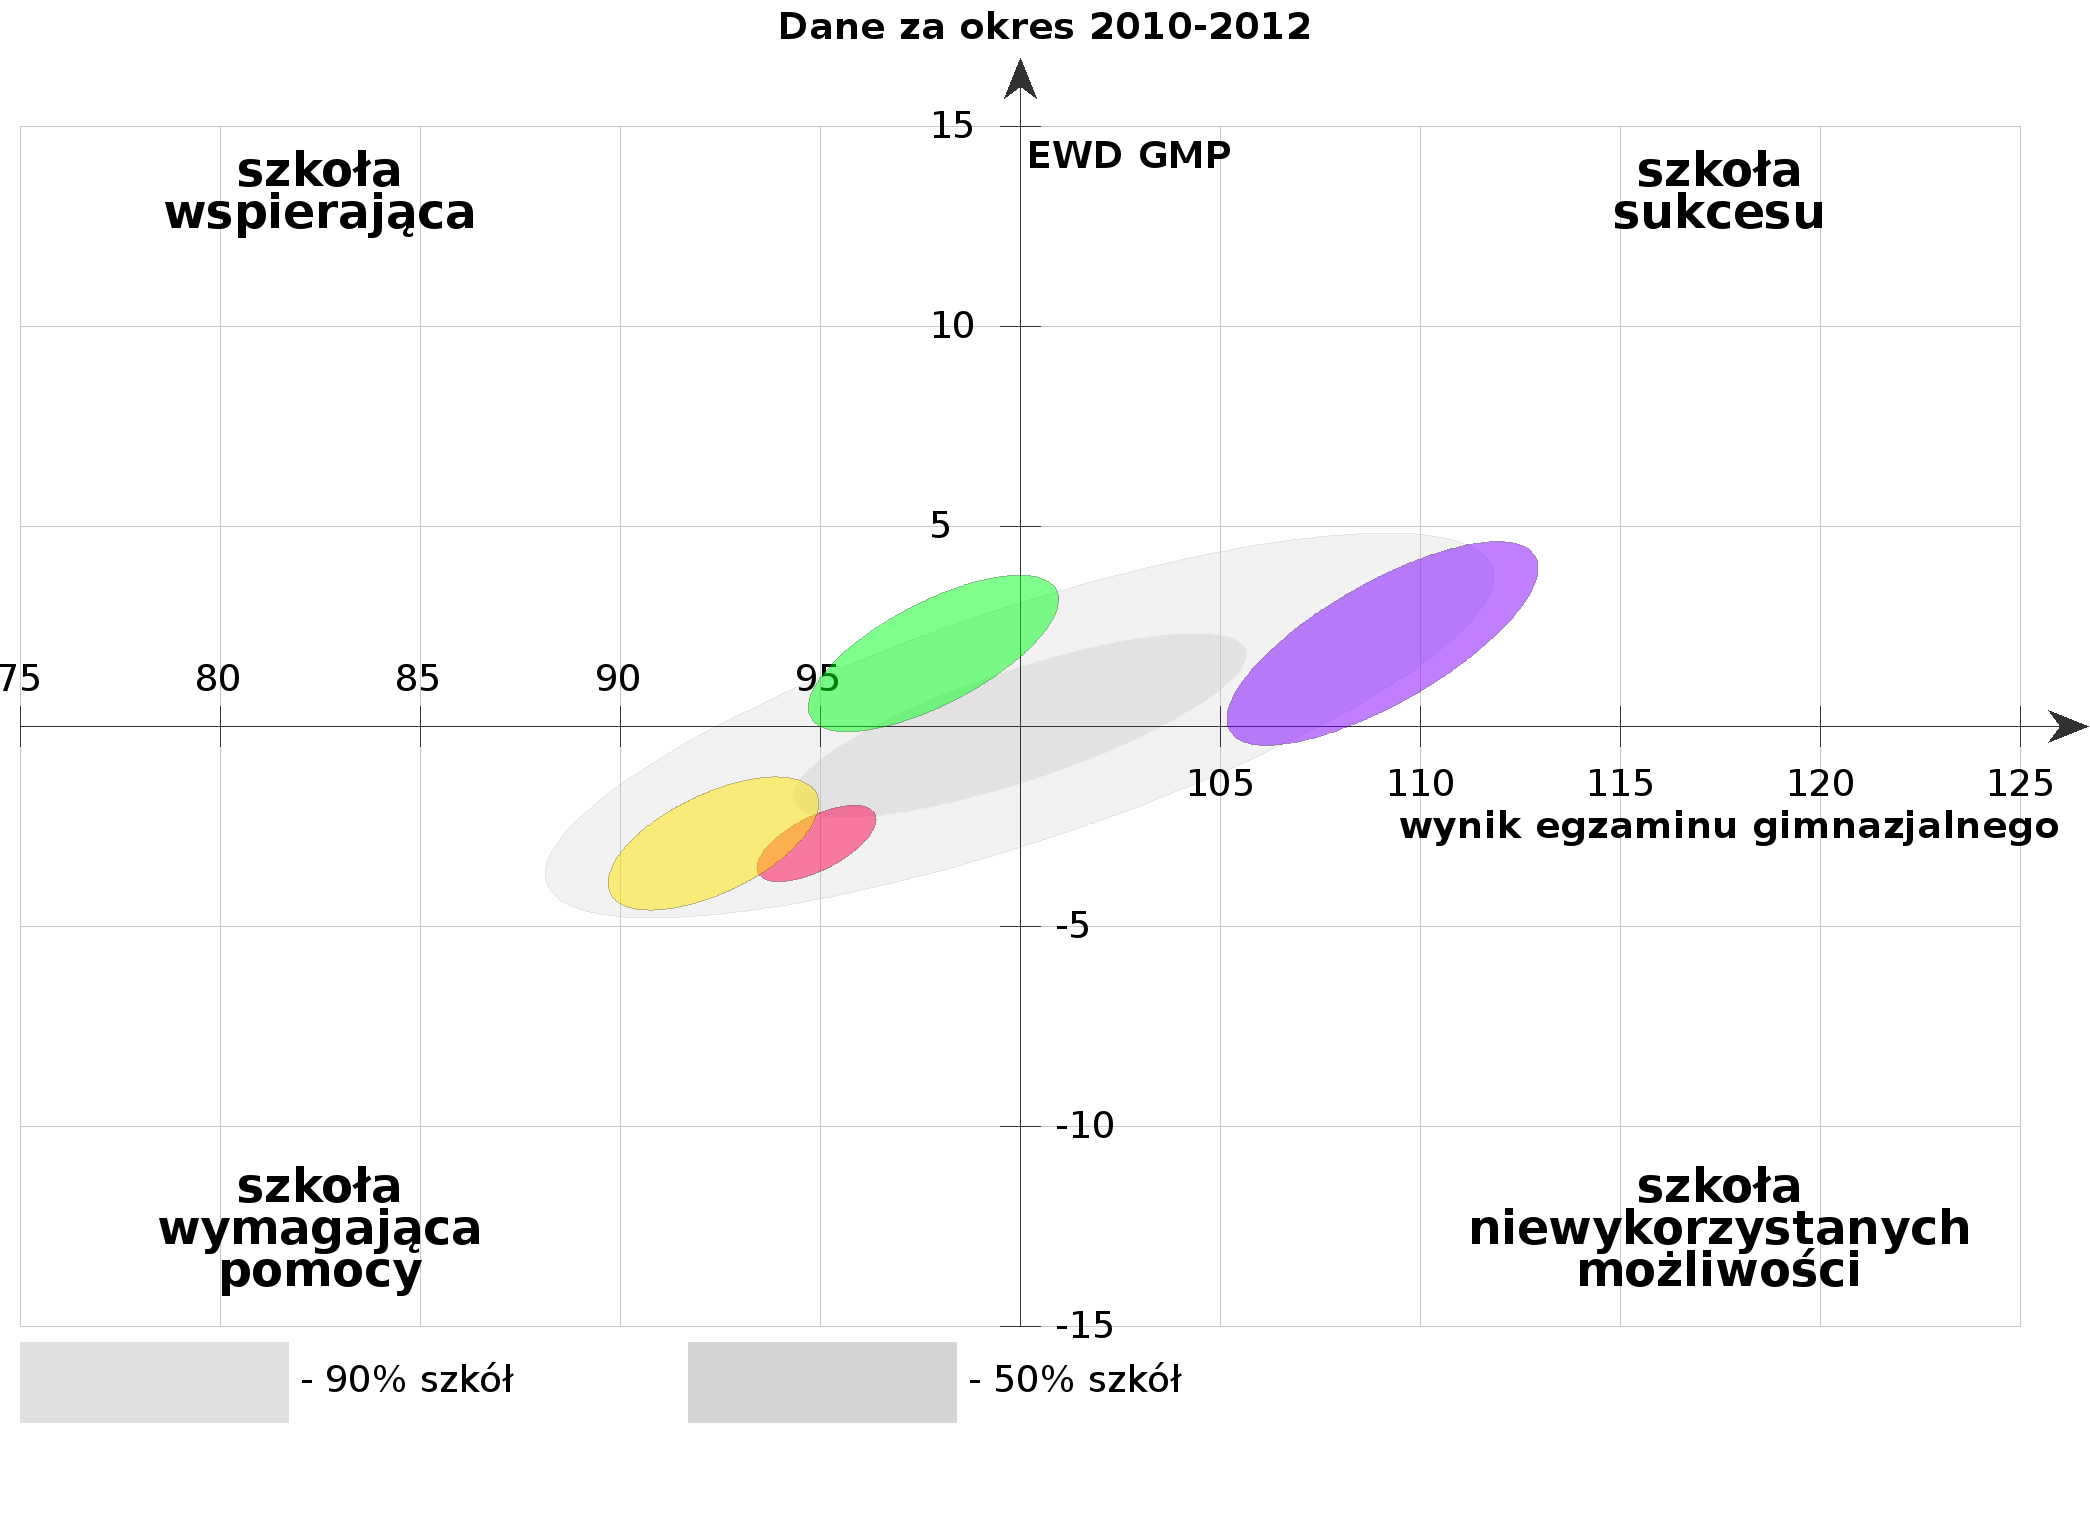 Dane za okres 2010-2012
15
EWD GMP
szkoła
wspierająca
szkoła
sukcesu
10
5
75 80 85 90 95
105 110 115 120 125
wynik egzaminu gimnazjalnego
-5
-10
szkoła
wymagająca
pomocy
szkoła
niewykorzystanych
możliwości
-15
- 90% szkół
- 50% szkół